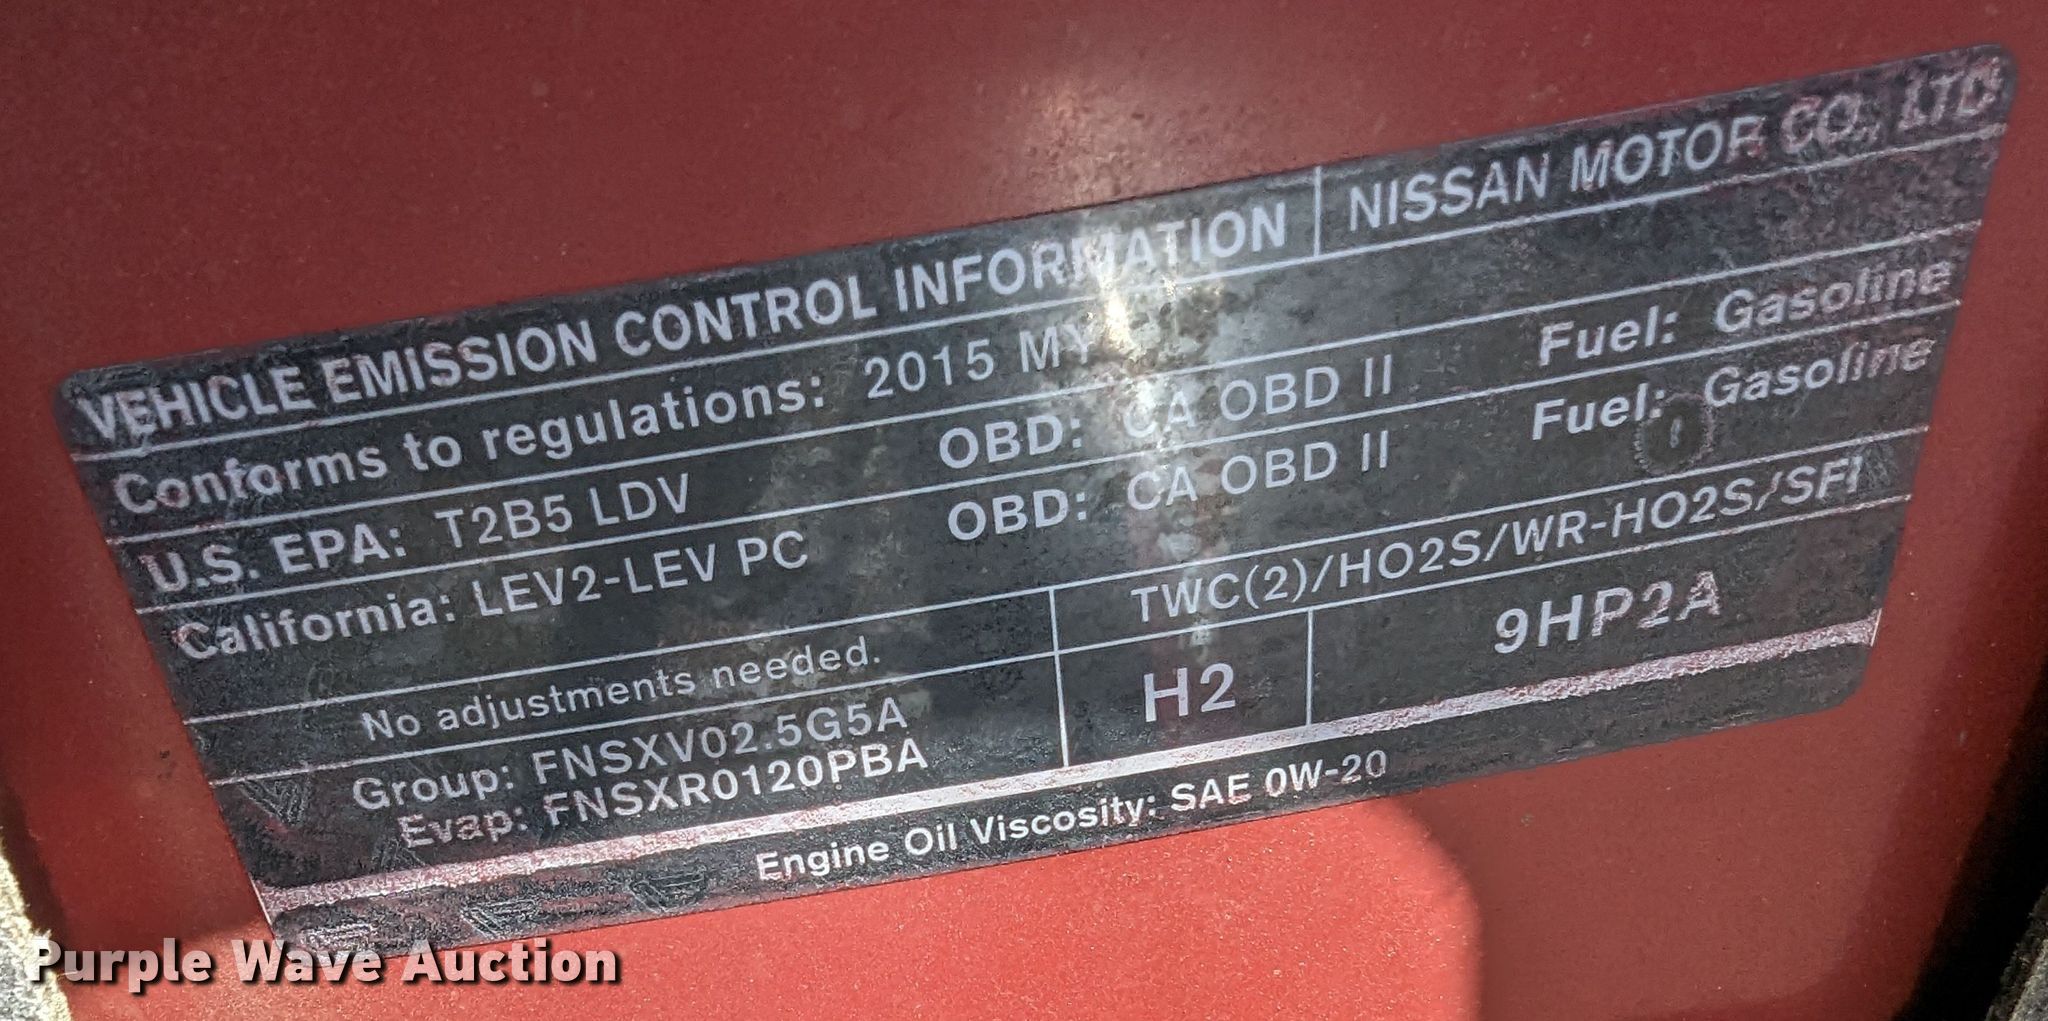 VEHICLE EMISSION CONTROL INFORMATION NISSAN MOTOR CO., LTD
Conforms to regulations: 2015 MY
U.S. EPA: T2B5 LDV OBD: CA OBD II Fuel: Gasoline
California: LEV2-LEV PC OBD: CA OBD II Fuel: Gasoline
No adjustments needed. TWC(2)/HO2S/WR-HO2S/SFI
Group: FNSXV02.5G5A H2 9HP2A
Evap: FNSXR0120PBA
Engine Oil Viscosity: SAE 0W-20
Purple Wave Auction